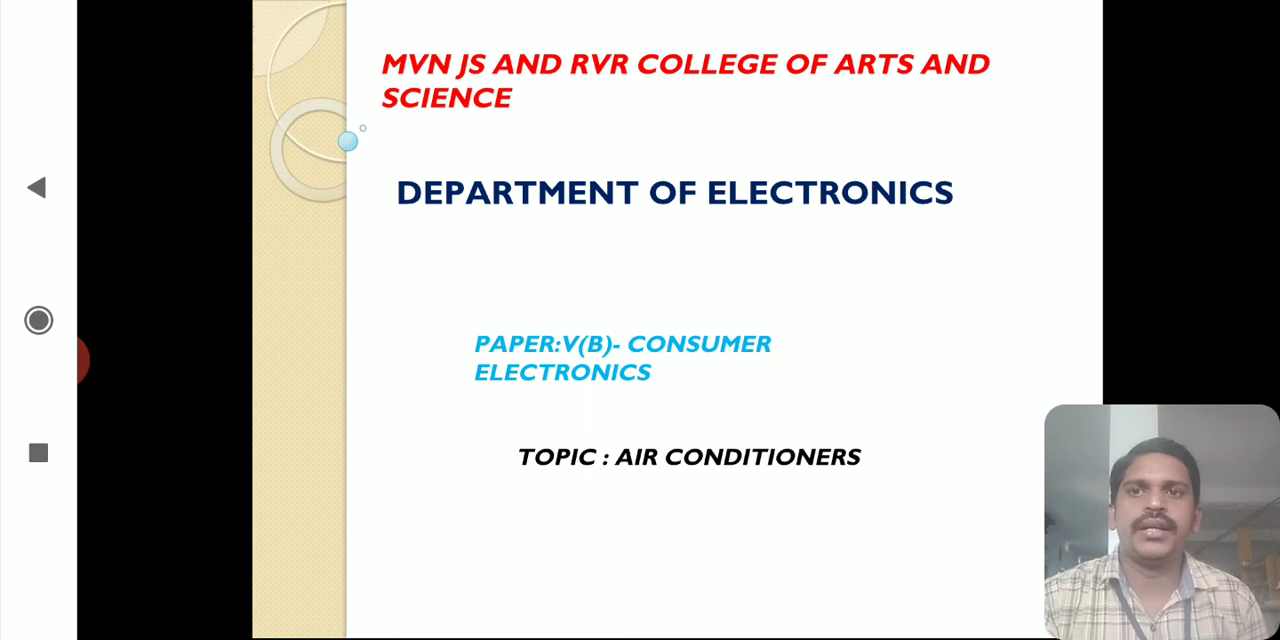 MVN JS AND RVR COLLEGE OF ARTS AND
SCIENCE
DEPARTMENT OF ELECTRONICS
PAPER:V(B)- CONSUMER
ELECTRONICS
TOPIC : AIR CONDITIONERS